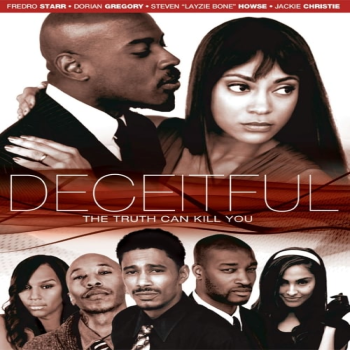 FREDRO STARR • DORIAN GREGORY • STEVEN "LAYZIE BONE" HOWSE • JACKIE CHRISTIE
DECEITFUL
THE TRUTH CAN KILL YOU